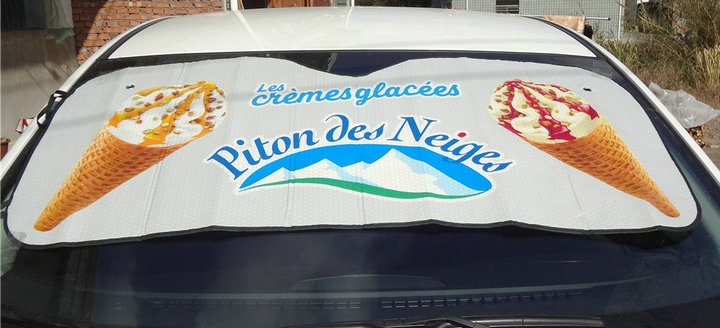 Les
crèmes glacées
Piton des Neiges